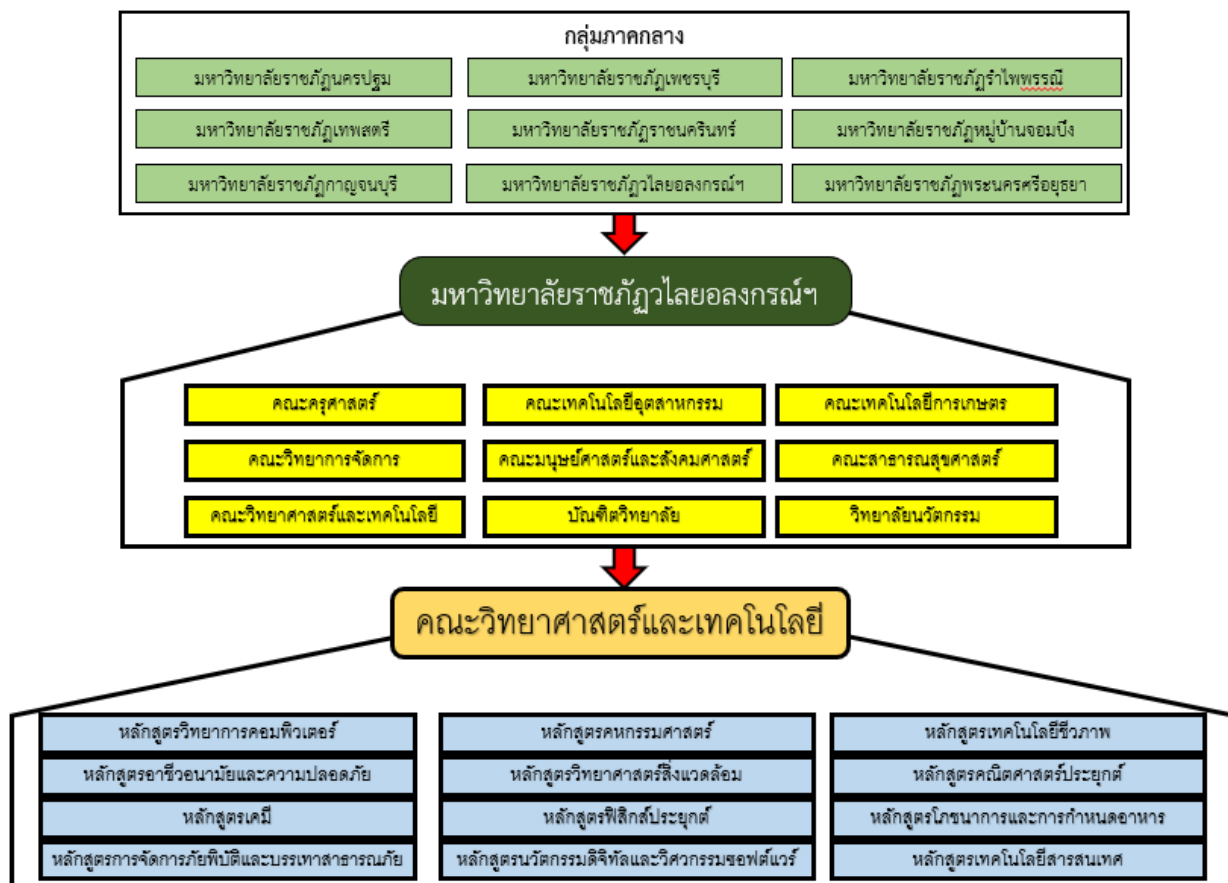 กลุ่มภาคกลาง
มหาวิทยาลัยราชภัฏนครปฐม
มหาวิทยาลัยราชภัฏเพชรบุรี
มหาวิทยาลัยราชภัฏรำไพพรรณี
มหาวิทยาลัยราชภัฏเทพสตรี
มหาวิทยาลัยราชภัฏราชนครินทร์
มหาวิทยาลัยราชภัฏหมู่บ้านจอมบึง
มหาวิทยาลัยราชภัฏกาญจนบุรี
มหาวิทยาลัยราชภัฏวไลยอลงกรณ์ฯ
มหาวิทยาลัยราชภัฏพระนครศรีอยุธยา
มหาวิทยาลัยราชภัฏวไลยอลงกรณ์ฯ
คณะครุศาสตร์
คณะเทคโนโลยีอุตสาหกรรม
คณะเทคโนโลยีการเกษตร
คณะวิทยาการจัดการ
คณะมนุษย์ศาสตร์และสังคมศาสตร์
คณะสาธารณสุขศาสตร์
คณะวิทยาศาสตร์และเทคโนโลยี
บัณฑิตวิทยาลัย
วิทยาลัยนวัตกรรม
คณะวิทยาศาสตร์และเทคโนโลยี
หลักสูตรวิทยาการคอมพิวเตอร์
หลักสูตรคหกรรมศาสตร์
หลักสูตรเทคโนโลยีชีวภาพ
หลักสูตรอาชีวอนามัยและความปลอดภัย
หลักสูตรวิทยาศาสตร์สิ่งแวดล้อม
หลักสูตรคณิตศาสตร์ประยุกต์
หลักสูตรเคมี
หลักสูตรฟิสิกส์ประยุกต์
หลักสูตรโภชนาการและการกำหนดอาหาร
หลักสูตรการจัดการภัยพิบัติและบรรเทาสาธารณภัย
หลักสูตรนวัตกรรมดิจิทัลและวิศวกรรมซอฟต์แวร์
หลักสูตรเทคโนโลยีสารสนเทศ